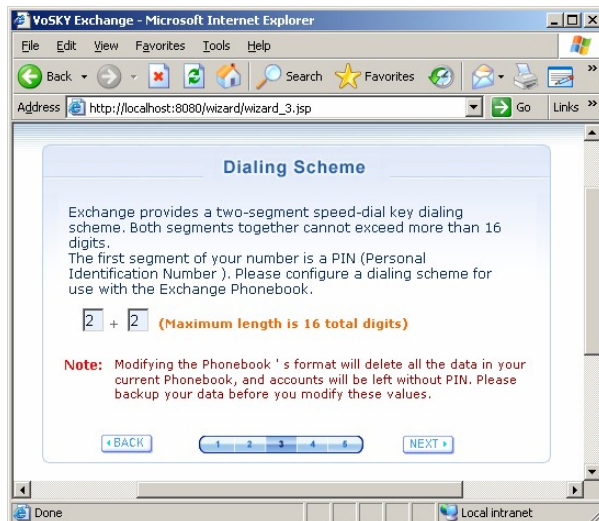 VoSKY Exchange - Microsoft Internet Explorer
File Edit View Favorites Tools Help
Back Search Favorites »
Address http://localhost:8080/wizard/wizard_3.jsp Go Links »
Dialing Scheme
Exchange provides a two-segment speed-dial key dialing
scheme. Both segments together cannot exceed more than 16
digits.
The first segment of your number is a PIN (Personal
Identification Number ). Please configure a dialing scheme for
use with the Exchange Phonebook.
2 + 2 (Maximum length is 16 total digits)
Note: Modifying the Phonebook ' s format will delete all the data in your
current Phonebook, and accounts will be left without PIN. Please
backup your data before you modify these values.
BACK 1 2 3 4 5 NEXT
Done Local intranet